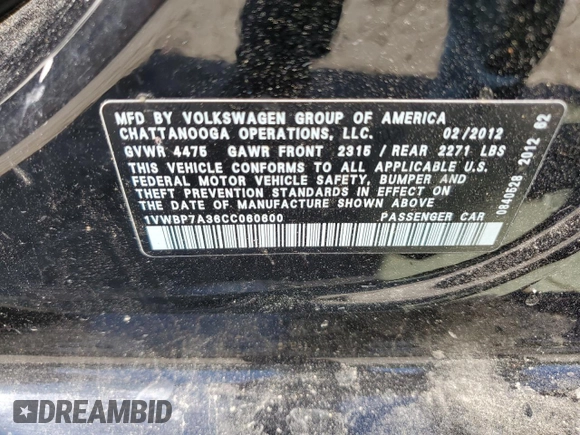 MFD BY VOLKSWAGEN GROUP OF AMERICA
CHATTANOOGA OPERATIONS, LLC. 02/2012
GVWR 4475 GAWR FRONT 2315 / REAR 2271 LBS
THIS VEHICLE CONFORMS TO ALL APPLICABLE U.S.
FEDERAL MOTOR VEHICLE SAFETY, BUMPER AND
THEFT PREVENTION STANDARDS IN EFFECT ON
THE DATE OF MANUFACTURE SHOWN ABOVE
1VWBP7A36CC060600 PASSENGER CAR
0840628 2012 02
DREAMBID